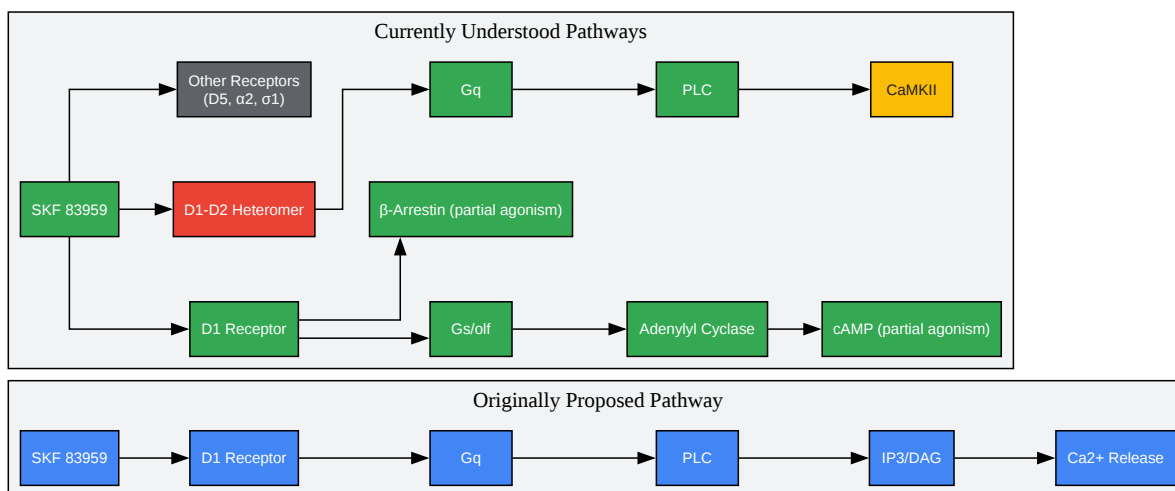 Currently Understood Pathways
Other Receptors
(D5, α2, σ1)
Gq
PLC
CaMKII
SKF 83959
D1-D2 Heteromer
β-Arrestin (partial agonism)
D1 Receptor
Gs/olf
Adenylyl Cyclase
cAMP (partial agonism)
Originally Proposed Pathway
SKF 83959
D1 Receptor
Gq
PLC
IP3/DAG
Ca2+ Release